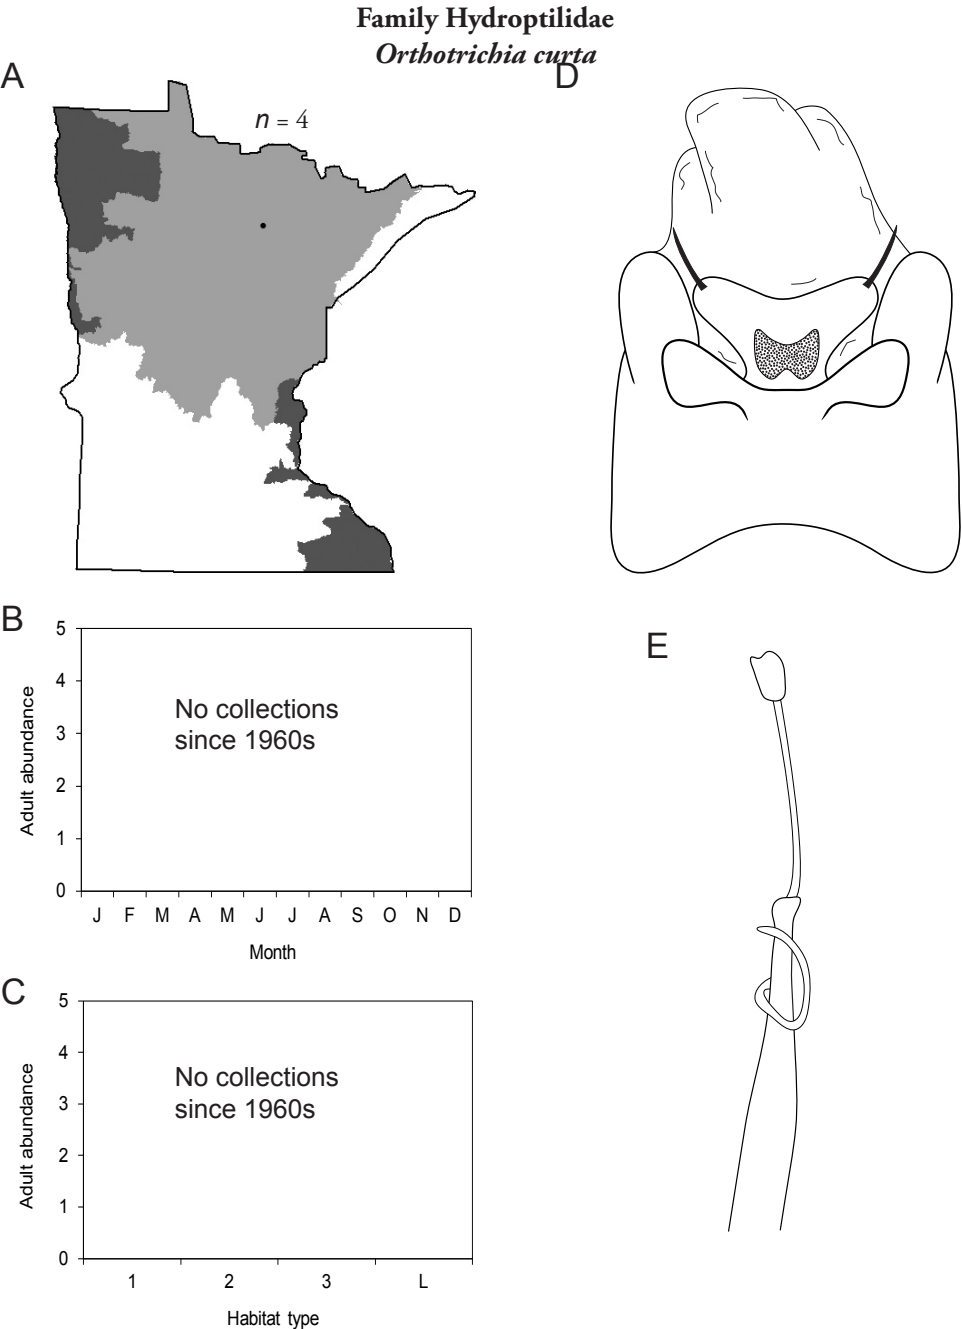 Family Hydroptilidae
Orthotrichia curta
A
D
n = 4
B
5
4
3
2
1
0
Adult abundance
No collections
since 1960s
J F M A M J J A S O N D
Month
E
C
5
4
3
2
1
0
Adult abundance
No collections
since 1960s
1 2 3 L
Habitat type